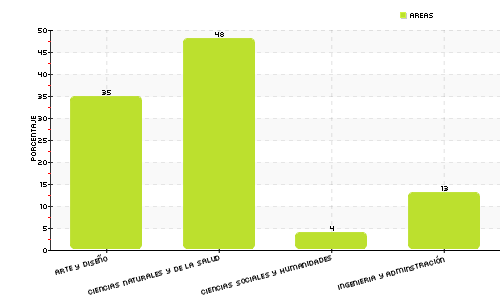 AREAS
PORCENTAJE
50
45
40
35
30
25
20
15
10
5
0
35
48
4
13
ARTE Y DISEÑO
CIENCIAS NATURALES Y DE LA SALUD
CIENCIAS SOCIALES Y HUMANIDADES
INGENIERIA Y ADMINSTRACIÓN